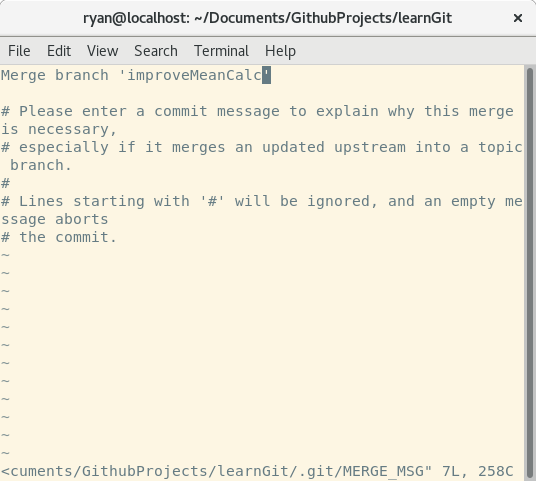 ryan@localhost: ~/Documents/GithubProjects/learnGit ×
File Edit View Search Terminal Help
Merge branch 'improveMeanCalc'
# Please enter a commit message to explain why this merge
is necessary,
# especially if it merges an updated upstream into a topic
 branch.
#
# Lines starting with '#' will be ignored, and an empty me
ssage aborts
# the commit.
~
~
~
~
~
~
~
~
~
~
~
~
<cuments/GithubProjects/learnGit/.git/MERGE_MSG" 7L, 258C